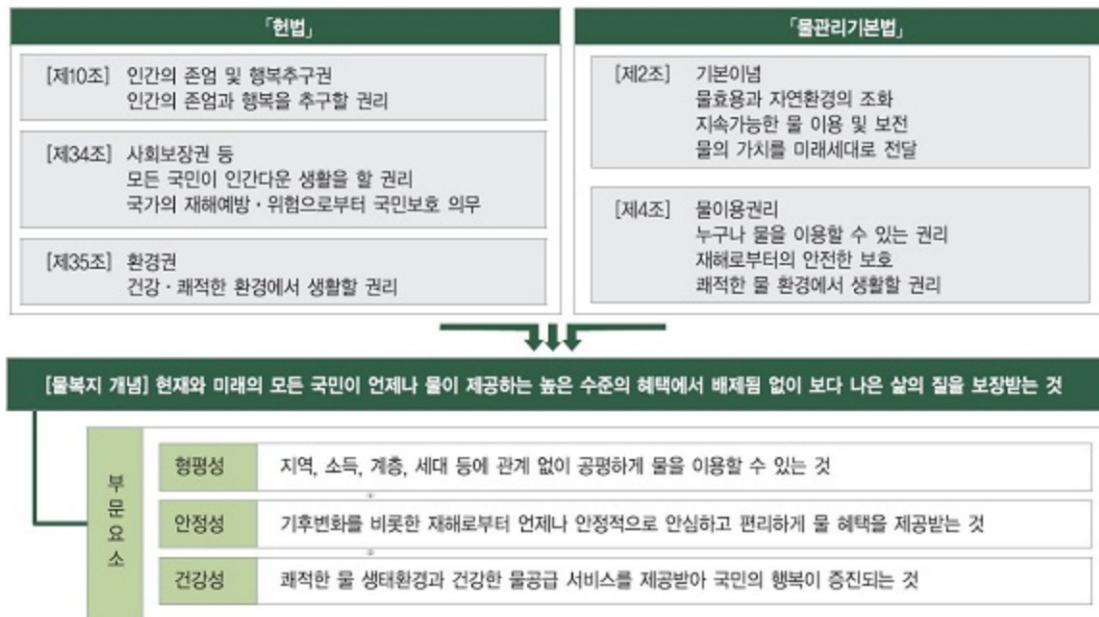 「헌법」
[제10조] 인간의 존엄 및 행복추구권
인간의 존엄과 행복을 추구할 권리
[제34조] 사회보장권 등
모든 국민이 인간다운 생활을 할 권리
국가의 재해예방·위험으로부터 국민보호 의무
[제35조] 환경권
건강·쾌적한 환경에서 생활할 권리
「물관리기본법」
[제2조] 기본이념
물효용과 자연환경의 조화
지속가능한 물 이용 및 보전
물의 가치를 미래세대로 전달
[제4조] 물이용권리
누구나 물을 이용할 수 있는 권리
재해로부터의 안전한 보호
쾌적한 물 환경에서 생활할 권리
[물복지 개념] 현재와 미래의 모든 국민이 언제나 물이 제공하는 높은 수준의 혜택에서 배제됨 없이 보다 나은 삶의 질을 보장받는 것
부문요소
형평성 지역, 소득, 계층, 세대 등에 관계 없이 공평하게 물을 이용할 수 있는 것
안정성 기후변화를 비롯한 재해로부터 언제나 안정적으로 안심하고 편리하게 물 혜택을 제공받는 것
건강성 쾌적한 물 생태환경과 건강한 물공급 서비스를 제공받아 국민의 행복이 증진되는 것